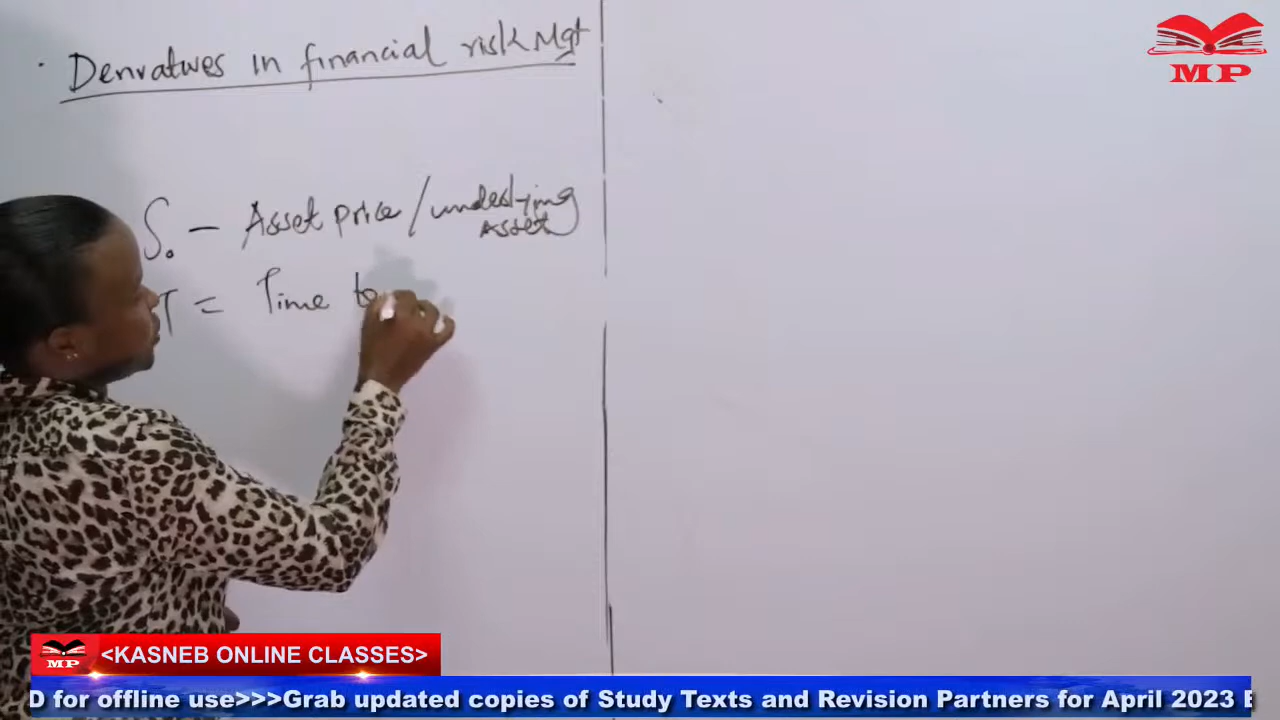 . Derivatives in financial risk Mgt
S₀ - Asset price / underlying
Asset
T = Time to
MP
MP
<KASNEB ONLINE CLASSES>
D for offline use>>>Grab updated copies of Study Texts and Revision Partners for April 2023 E